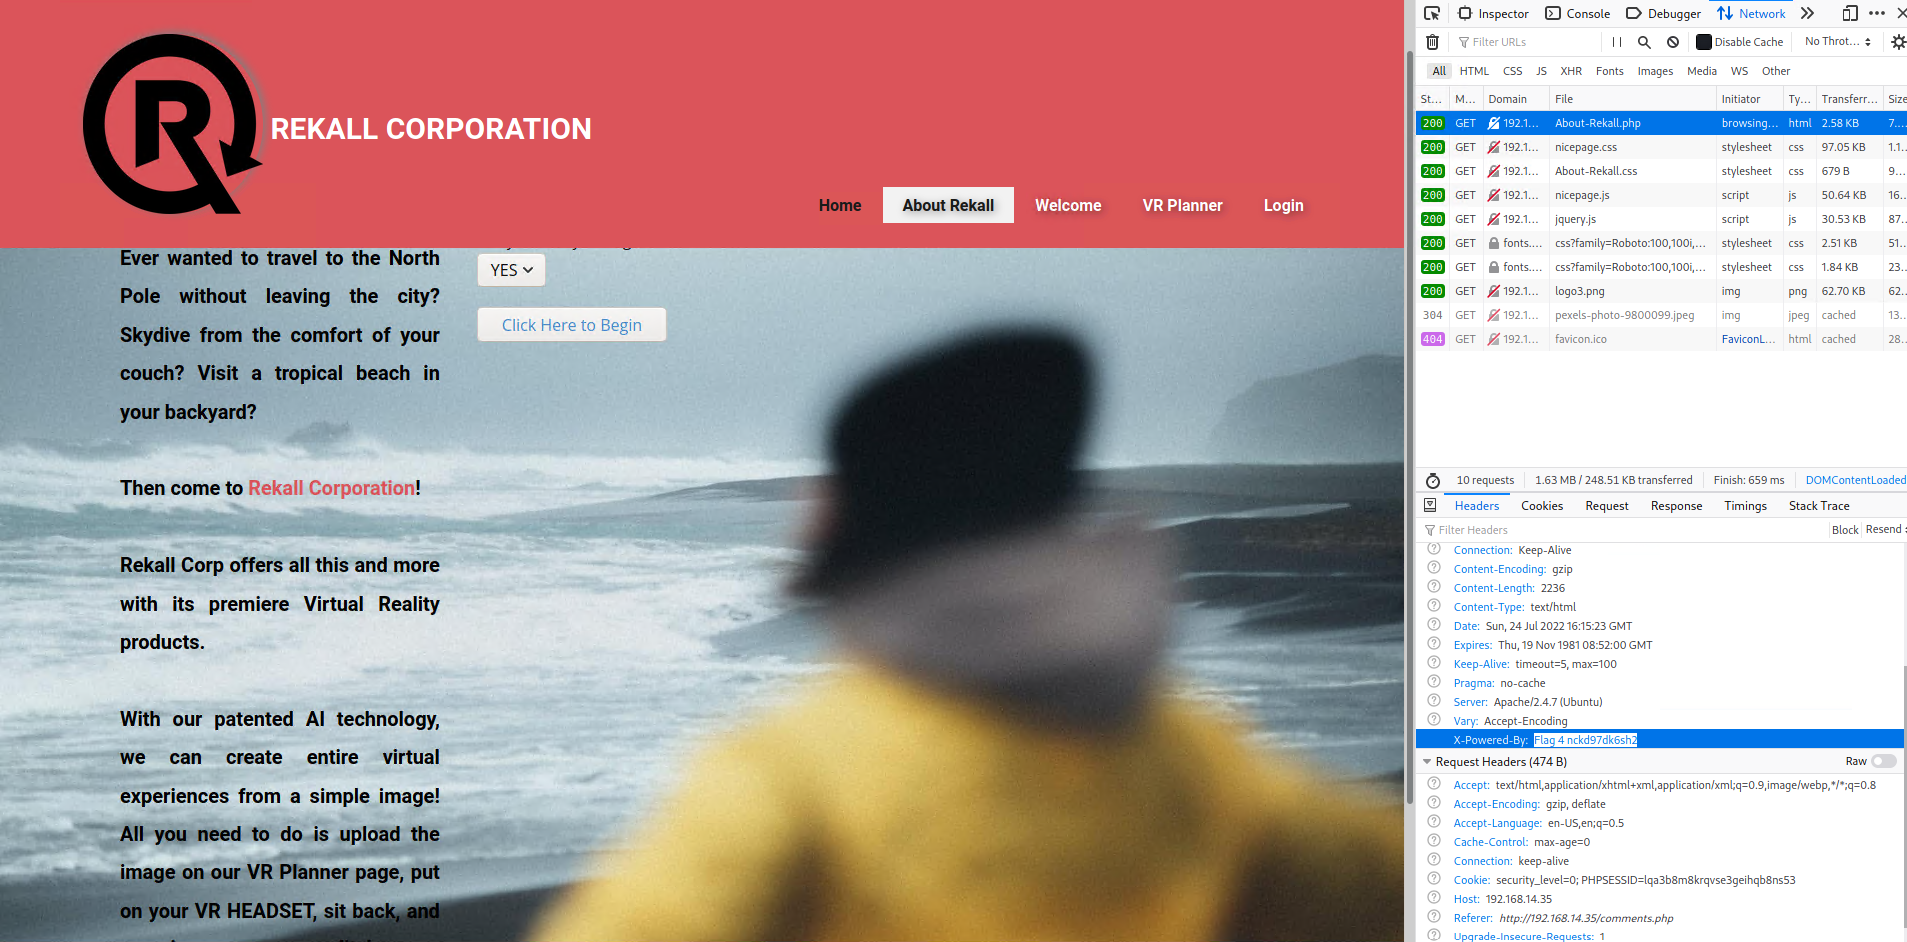 REKALL CORPORATION
Home
About Rekall
Welcome
VR Planner
Login
YES
Click Here to Begin
Ever wanted to travel to the North
Pole without leaving the city?
Skydive from the comfort of your
couch? Visit a tropical beach in
your backyard?
Then come to Rekall Corporation!
Rekall Corp offers all this and more
with its premiere Virtual Reality
products.
With our patented AI technology,
we can create entire virtual
experiences from a simple image!
All you need to do is upload the
image on our VR Planner page, put
on your VR HEADSET, sit back, and
Inspector Console Debugger Network
Filter URLs Disable Cache No Throt...
All HTML CSS JS XHR Fonts Images Media WS Other
St... M... Domain File Initiator Ty... Transferr... Size
200 GET 192.1... About-Rekall.php browsing... html 2.58 KB 7....
200 GET 192.1... nicepage.css stylesheet css 97.05 KB 1.1...
200 GET 192.1... About-Rekall.css stylesheet css 679 B 9...
200 GET 192.1... nicepage.js script js 50.64 KB 16...
200 GET 192.1... jquery.js script js 30.53 KB 87...
200 GET fonts.... css?family=Roboto:100,100i,... stylesheet css 2.51 KB 51...
200 GET fonts.... css?family=Roboto:100,100i,... stylesheet css 1.84 KB 23...
200 GET 192.1... logo3.png img png 62.70 KB 62...
304 GET 192.1... pexels-photo-9800099.jpeg img jpeg cached 13...
404 GET 192.1... favicon.ico FaviconL... html cached 28...
10 requests 1.63 MB / 248.51 KB transferred Finish: 659 ms DOMContentLoaded
Headers Cookies Request Response Timings Stack Trace
Filter Headers Block Resend
Connection: Keep-Alive
Content-Encoding: gzip
Content-Length: 2236
Content-Type: text/html
Date: Sun, 24 Jul 2022 16:15:23 GMT
Expires: Thu, 19 Nov 1981 08:52:00 GMT
Keep-Alive: timeout=5, max=100
Pragma: no-cache
Server: Apache/2.4.7 (Ubuntu)
Vary: Accept-Encoding
X-Powered-By: Flag 4 nckd97dk6sh2
Request Headers (474 B) Raw
Accept: text/html,application/xhtml+xml,application/xml;q=0.9,image/webp,*/*;q=0.8
Accept-Encoding: gzip, deflate
Accept-Language: en-US,en;q=0.5
Cache-Control: max-age=0
Connection: keep-alive
Cookie: security_level=0; PHPSESSID=lqa3b8m8krqvse3geihqb8ns53
Host: 192.168.14.35
Referer: http://192.168.14.35/comments.php
Upgrade-Insecure-Requests: 1